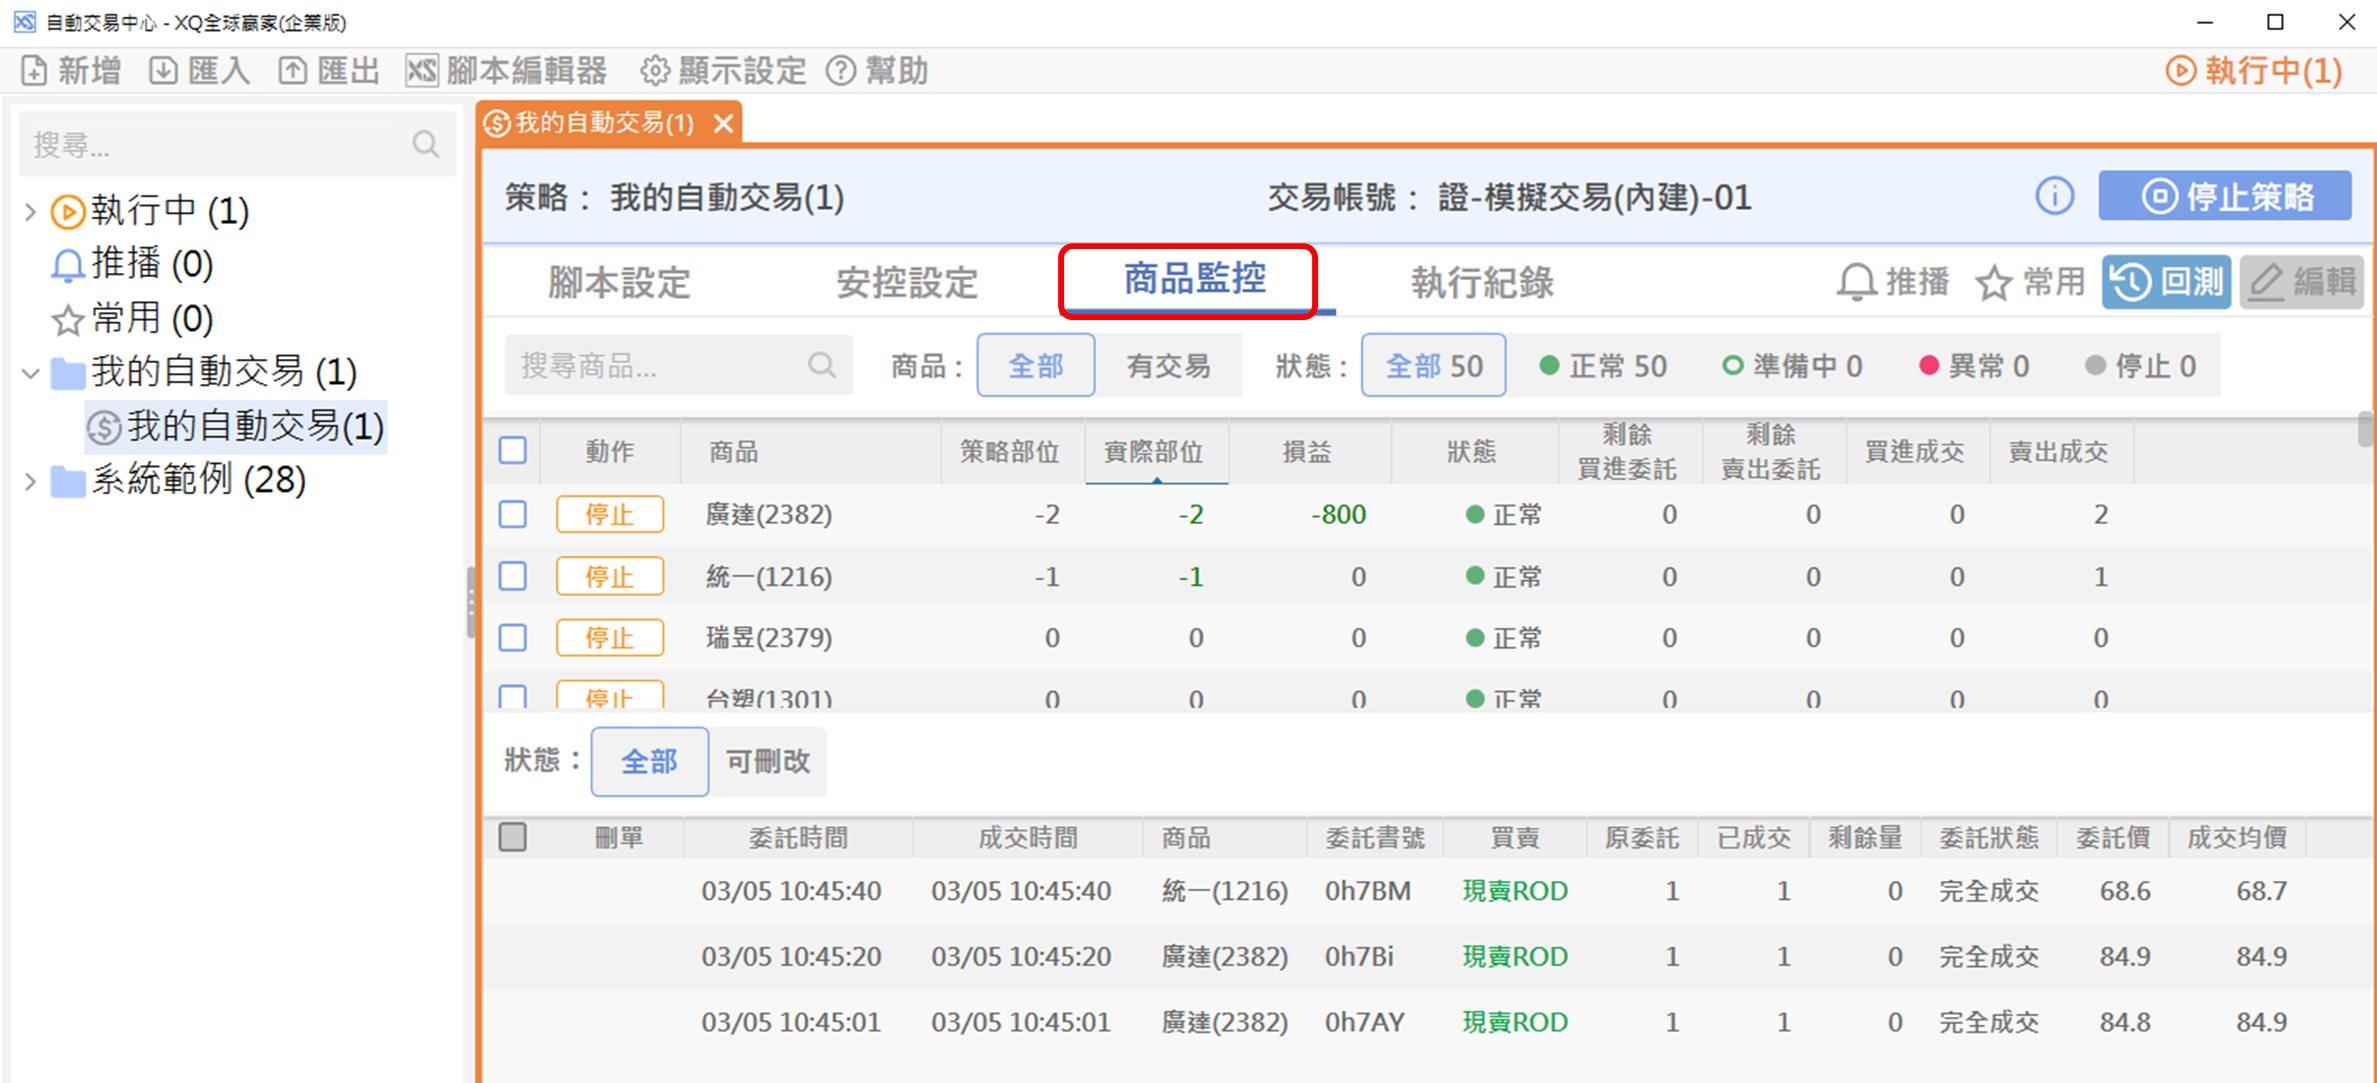 自動交易中心 - XQ全球贏家(企業版)
新增 匯入 匯出 XS 腳本編輯器 顯示設定 幫助 執行中(1)
搜尋...
執行中 (1)
推播 (0)
常用 (0)
我的自動交易 (1)
我的自動交易(1)
系統範例 (28)
我的自動交易(1)
策略： 我的自動交易(1) 交易帳號： 證-模擬交易(內建)-01 停止策略
腳本設定 安控設定 商品監控 執行紀錄 推播 常用 回測 編輯
搜尋商品... 商品： 全部 有交易 狀態： 全部 50 正常 50 準備中 0 異常 0 停止 0
動作 商品 策略部位 實際部位 損益 狀態 剩餘買進委託 剩餘賣出委託 買進成交 賣出成交
停止 廣達(2382) -2 -2 -800 正常 0 0 0 2
停止 統一(1216) -1 -1 0 正常 0 0 0 1
停止 瑞昱(2379) 0 0 0 正常 0 0 0 0
停止 台塑(1301) 0 0 0 正常 0 0 0 0
狀態： 全部 可刪改
刪單 委託時間 成交時間 商品 委託書號 買賣 原委託 已成交 剩餘量 委託狀態 委託價 成交均價
03/05 10:45:40 03/05 10:45:40 統一(1216) 0h7BM 現賣ROD 1 1 0 完全成交 68.6 68.7
03/05 10:45:20 03/05 10:45:20 廣達(2382) 0h7Bi 現賣ROD 1 1 0 完全成交 84.9 84.9
03/05 10:45:01 03/05 10:45:01 廣達(2382) 0h7AY 現賣ROD 1 1 0 完全成交 84.8 84.9